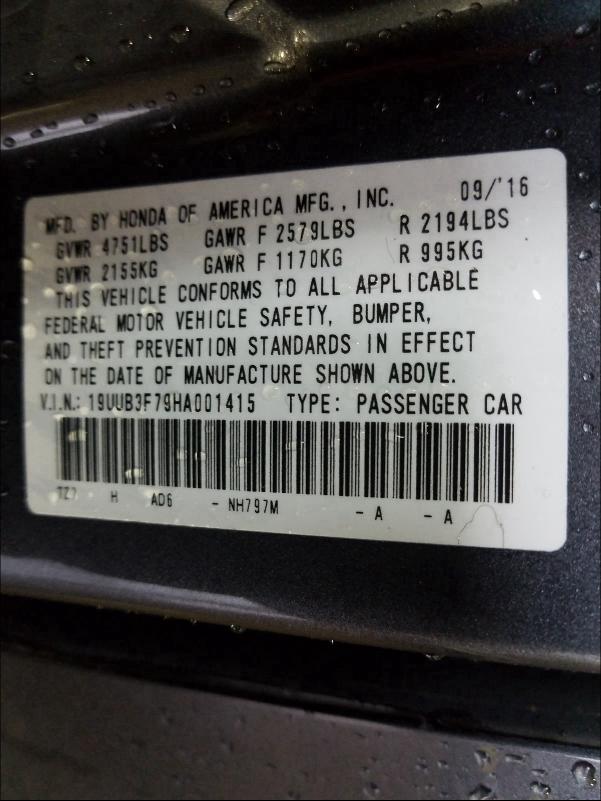 MFD. BY HONDA OF AMERICA MFG., INC. 09/'16
GVWR 4751LBS GAWR F 2579LBS R 2194LBS
GVWR 2155KG GAWR F 1170KG R 995KG
THIS VEHICLE CONFORMS TO ALL APPLICABLE
FEDERAL MOTOR VEHICLE SAFETY, BUMPER,
AND THEFT PREVENTION STANDARDS IN EFFECT
ON THE DATE OF MANUFACTURE SHOWN ABOVE.
V.I.N.: 19UUB3F79HA001415 TYPE: PASSENGER CAR
H AD6 - NH797M - A - A